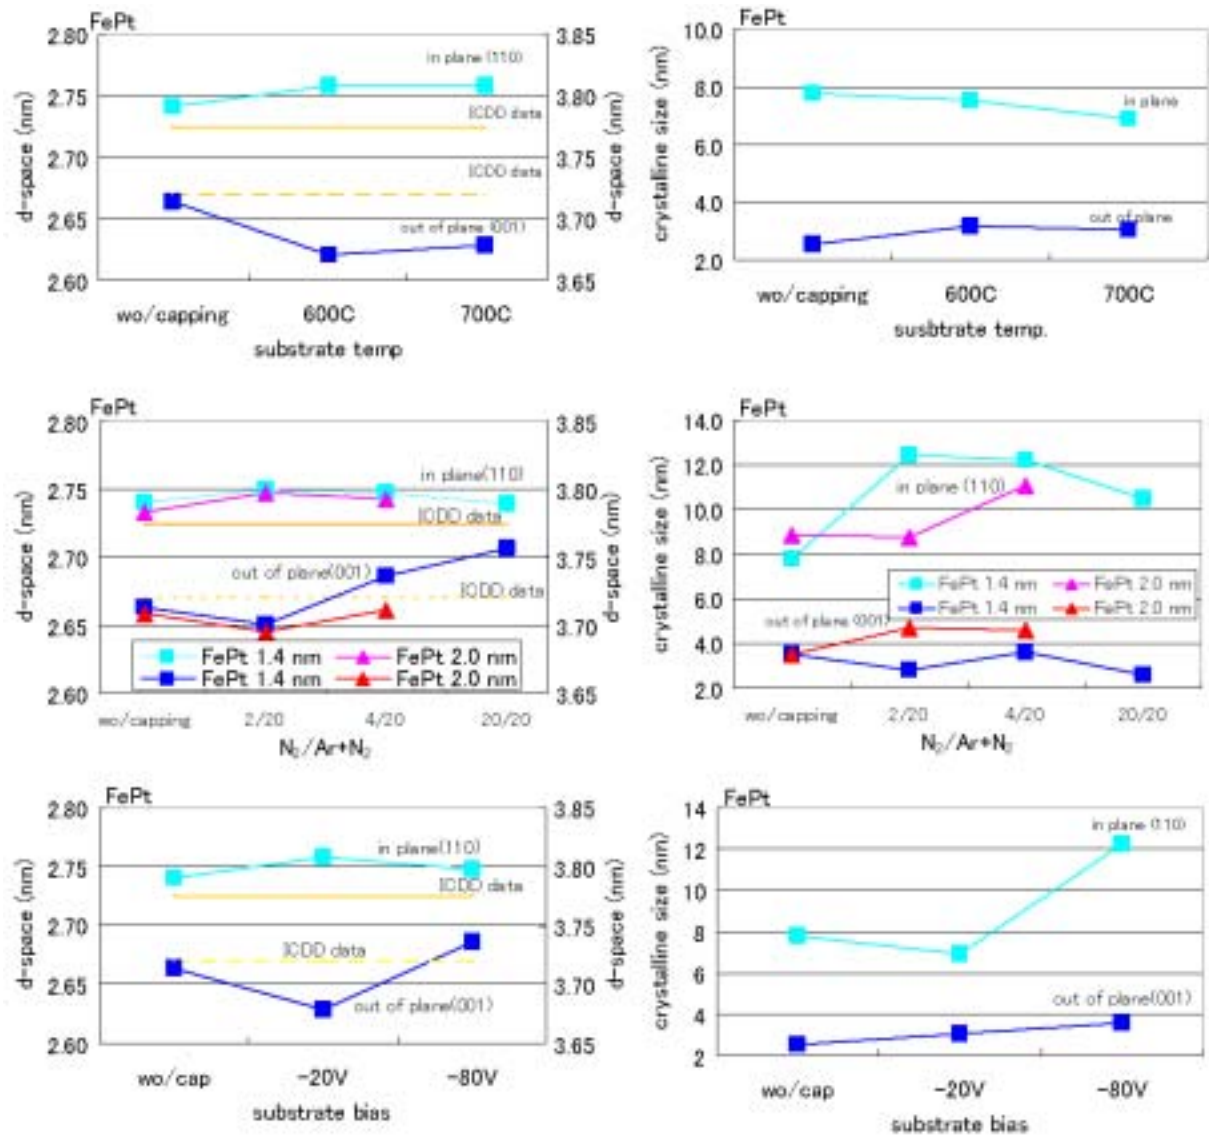 FePt
2.80
2.75
2.70
2.65
2.60
d-space (nm)
3.85
3.80
3.75
3.70
3.65
d-space (nm)
in plane (110)
ICDD data
ICDD data
out of plane (001)
wo/capping 600C 700C
substrate temp
FePt
10.0
8.0
6.0
4.0
2.0
crystalline size (nm)
in plane
out of plane
wo/capping 600C 700C
susbtrate temp.
FePt
2.80
2.75
2.70
2.65
2.60
d-space (nm)
3.85
3.80
3.75
3.70
3.65
d-space (nm)
in plane(110)
ICDD data
out of plane(001)
ICDD data
FePt 1.4 nm FePt 2.0 nm
FePt 1.4 nm FePt 2.0 nm
wo/capping 2/20 4/20 20/20
N₂/Ar+N₂
FePt
14.0
12.0
10.0
8.0
6.0
4.0
2.0
crystalline size (nm)
in plane (110)
FePt 1.4 nm FePt 2.0 nm
FePt 1.4 nm FePt 2.0 nm
out of plane (001)
wo/capping 2/20 4/20 20/20
N₂/Ar+N₂
FePt
2.80
2.75
2.70
2.65
2.60
d-space (nm)
3.85
3.80
3.75
3.70
3.65
d-space (nm)
in plane(110)
ICDD data
ICDD data
out of plane(001)
wo/cap -20V -80V
substrate bias
FePt
14
12
10
8
6
4
2
crystalline size (nm)
in plane (110)
out of plane(001)
wo/cap -20V -80V
substrate bias